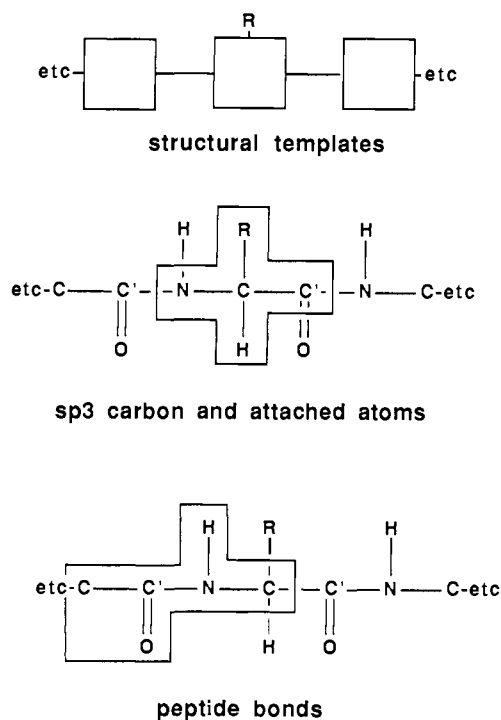 R
etc etc
structural templates
H R H
etc-C C' N C C' N C-etc
O H O
sp3 carbon and attached atoms
H R H
etc-C C' N C C' N C-etc
O H O
peptide bonds